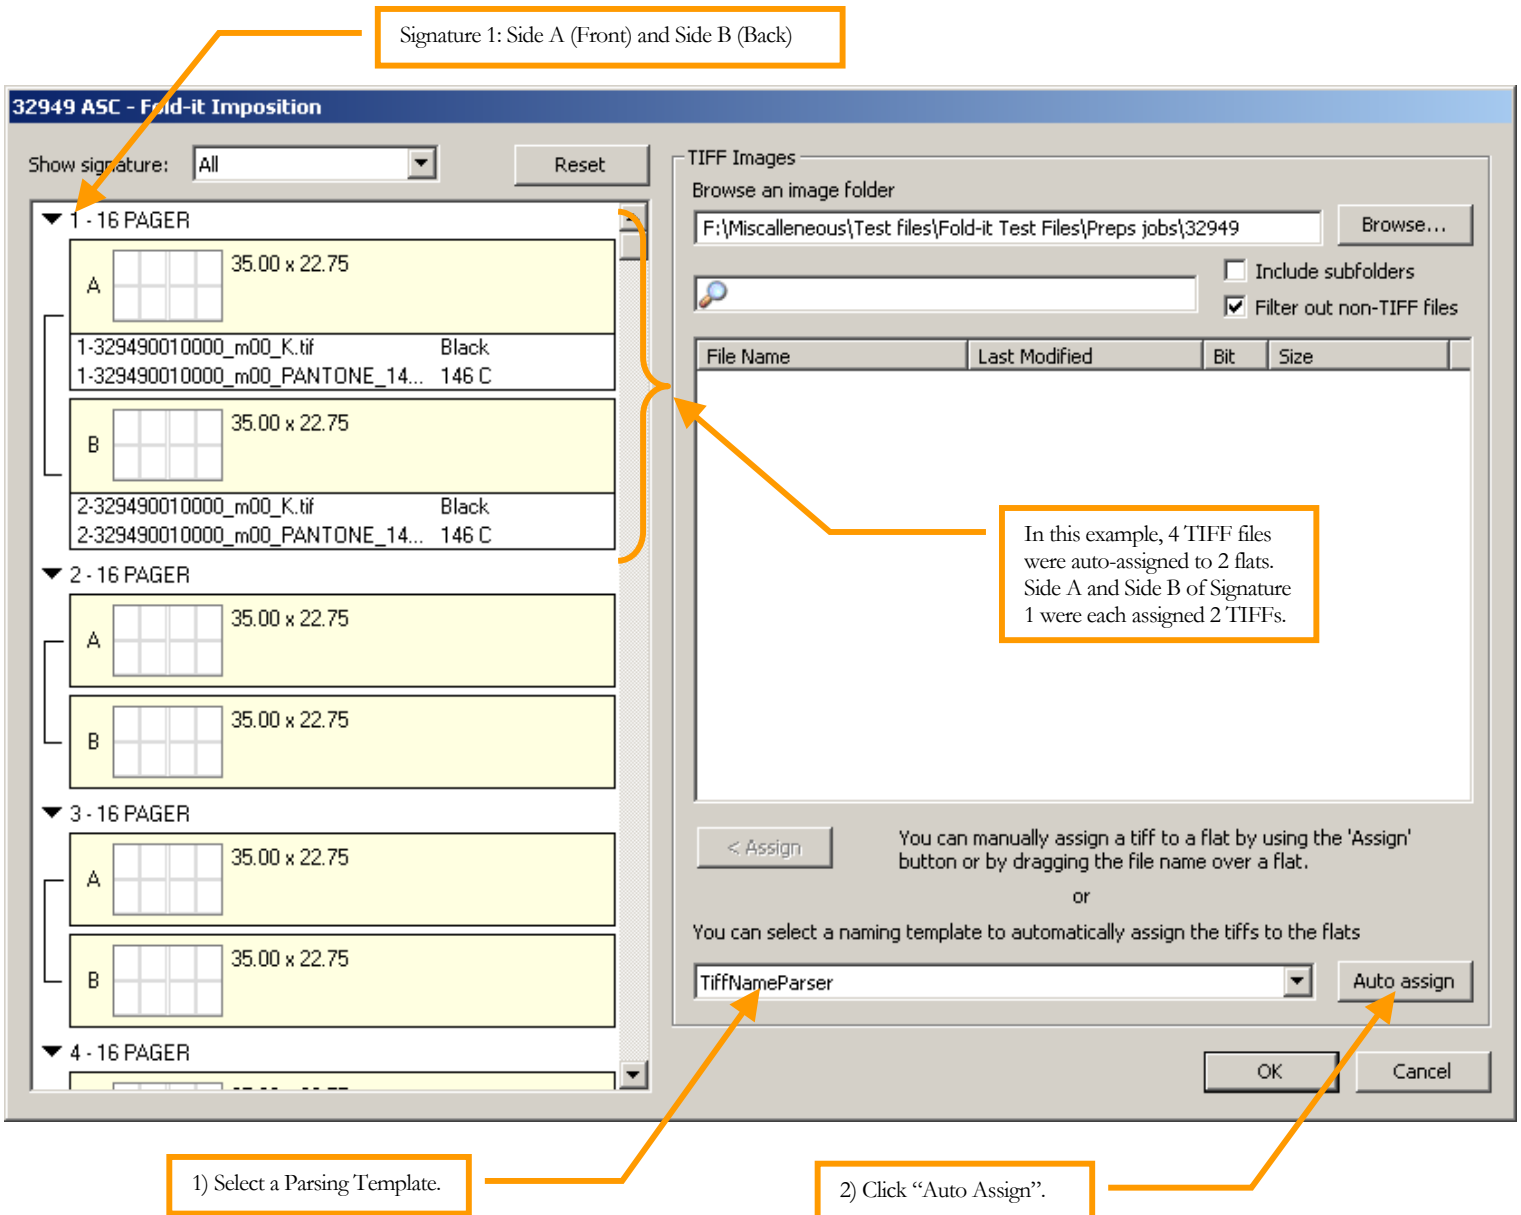 Signature 1: Side A (Front) and Side B (Back)
32949 ASC - Fold-it Imposition
Show signature:
All
Reset
1 - 16 PAGER
A
35.00 x 22.75
1-329490010000_m00_K.tif Black
1-329490010000_m00_PANTONE_14... 146 C
B
35.00 x 22.75
2-329490010000_m00_K.tif Black
2-329490010000_m00_PANTONE_14... 146 C
2 - 16 PAGER
A
35.00 x 22.75
B
35.00 x 22.75
3 - 16 PAGER
A
35.00 x 22.75
B
35.00 x 22.75
4 - 16 PAGER
TIFF Images
Browse an image folder
F:\Miscalleneous\Test files\Fold-it Test Files\Preps jobs\32949
Browse...
Include subfolders
Filter out non-TIFF files
File Name Last Modified Bit Size
In this example, 4 TIFF files
were auto-assigned to 2 flats.
Side A and Side B of Signature
1 were each assigned 2 TIFFs.
< Assign
You can manually assign a tiff to a flat by using the 'Assign'
button or by dragging the file name over a flat.
or
You can select a naming template to automatically assign the tiffs to the flats
TiffNameParser
Auto assign
OK
Cancel
1) Select a Parsing Template.
2) Click “Auto Assign”.